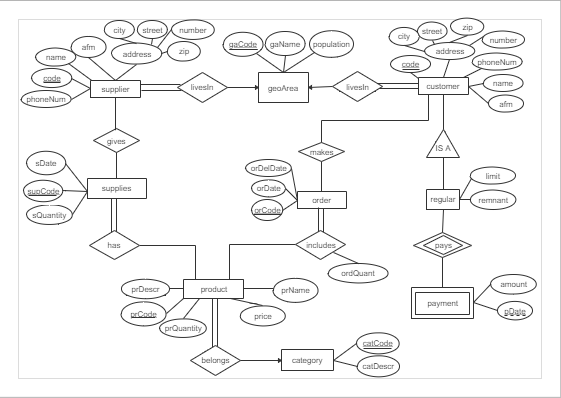 city
street
number
afm
address
zip
name
code
phoneNum
supplier
livesIn
gaCode
gaName
population
geoArea
livesIn
city
street
zip
number
address
code
phoneNum
customer
name
afm
gives
makes
IS A
sDate
supCode
sQuantity
supplies
orDelDate
orDate
orCode
order
limit
regular
remnant
has
includes
pays
ordQuant
prDescr
product
prName
prCode
prQuantity
price
payment
amount
pDate
belongs
category
catCode
catDescr